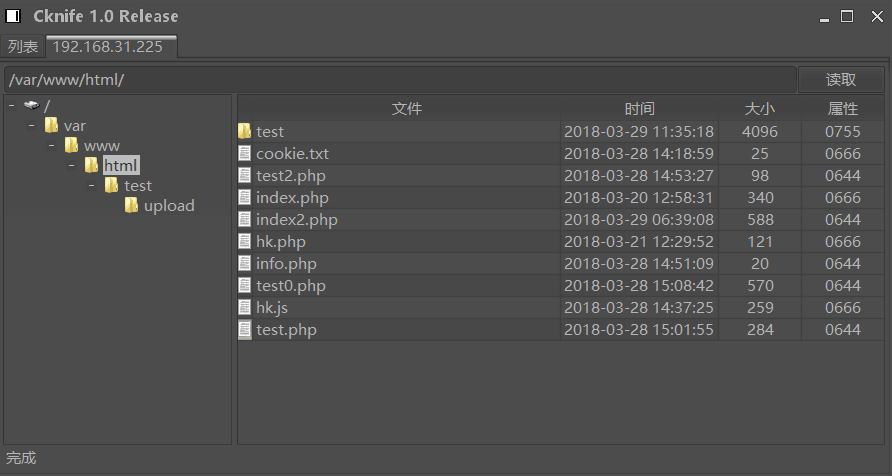 Cknife 1.0 Release
列表 192.168.31.225
/var/www/html/ 读取
/
var
www
html
test
upload
文件 时间 大小 属性
test 2018-03-29 11:35:18 4096 0755
cookie.txt 2018-03-28 14:18:59 25 0666
test2.php 2018-03-28 14:53:27 98 0644
index.php 2018-03-20 12:58:31 340 0666
index2.php 2018-03-29 06:39:08 588 0644
hk.php 2018-03-21 12:29:52 121 0666
info.php 2018-03-28 14:51:09 20 0644
test0.php 2018-03-28 15:08:42 570 0644
hk.js 2018-03-28 14:37:25 259 0666
test.php 2018-03-28 15:01:55 284 0644
完成